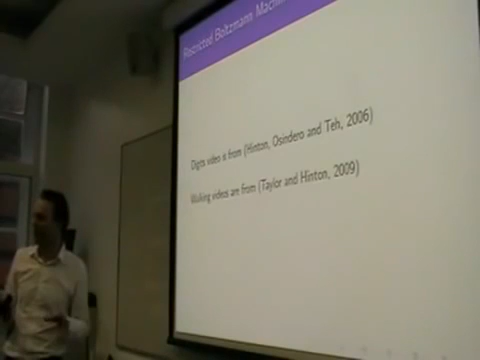 Restricted Boltzmann Machin
Digits video is from (Hinton, Osindero and Teh, 2006)
Walking videos are from (Taylor and Hinton, 2009)